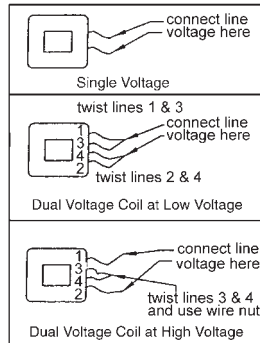 connect line
voltage here
Single Voltage
twist lines 1 & 3
connect line
voltage here
1
3
4
2
twist lines 2 & 4
Dual Voltage Coil at Low Voltage
connect line
voltage here
1
3
4
2
twist lines 3 & 4
and use wire nut
Dual Voltage Coil at High Voltage